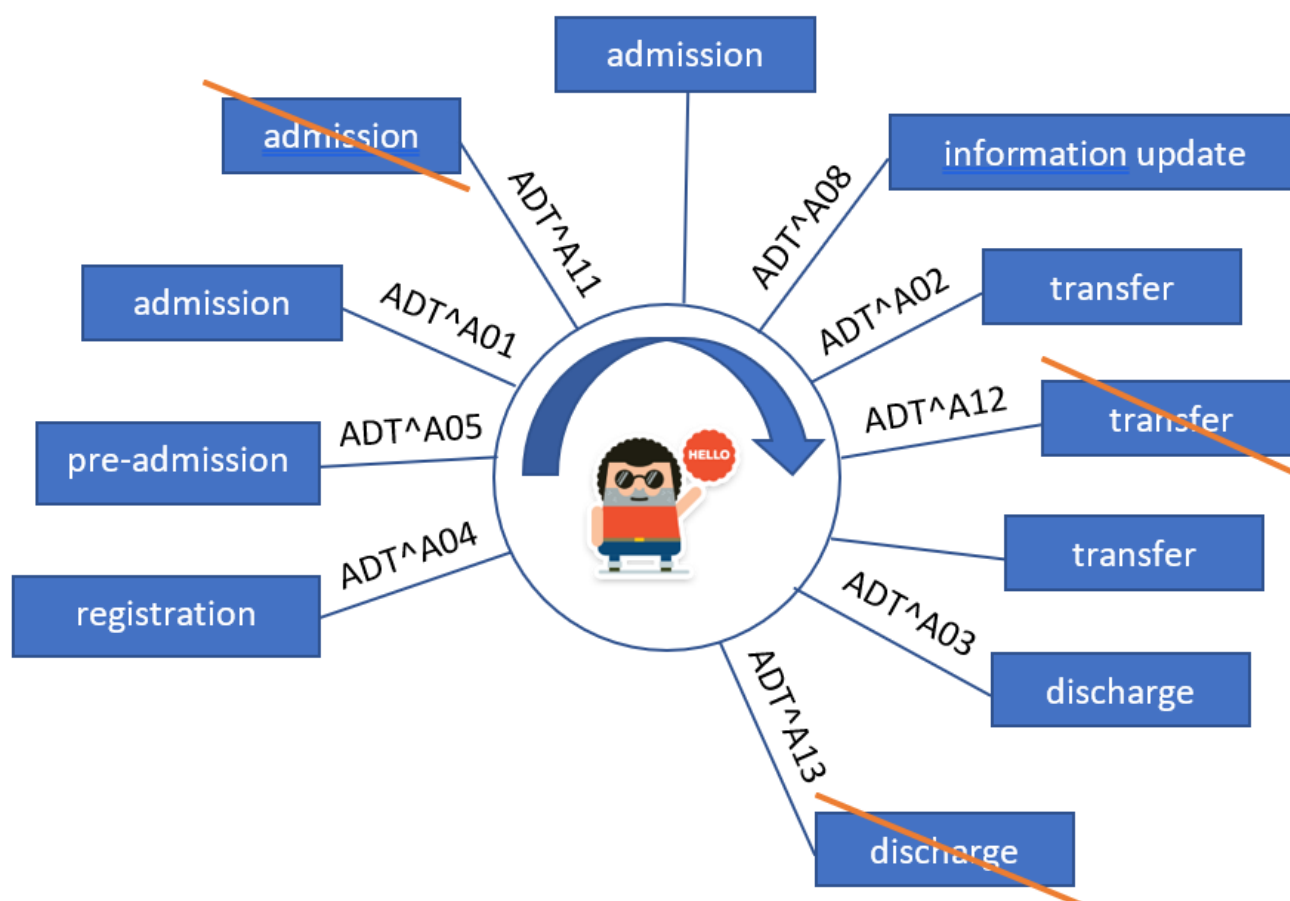 admission
admission
information update
ADT^A11
ADT^A08
admission
ADT^A01
ADT^A02
transfer
pre-admission
ADT^A05
HELLO
ADT^A12
transfer
registration
ADT^A04
transfer
ADT^A03
discharge
ADT^A13
discharge